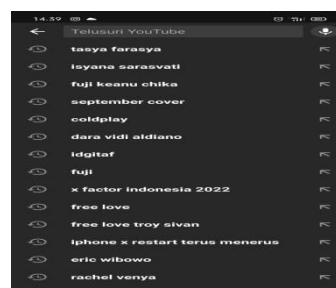 14.39
Telusuri YouTube
tasya farasya
isyana sarasvati
fuji keanu chika
september cover
coldplay
dara vidi aldiano
idgitaf
fuji
x factor indonesia 2022
free love
free love troy sivan
iphone x restart terus menerus
eric wibowo
rachel venya